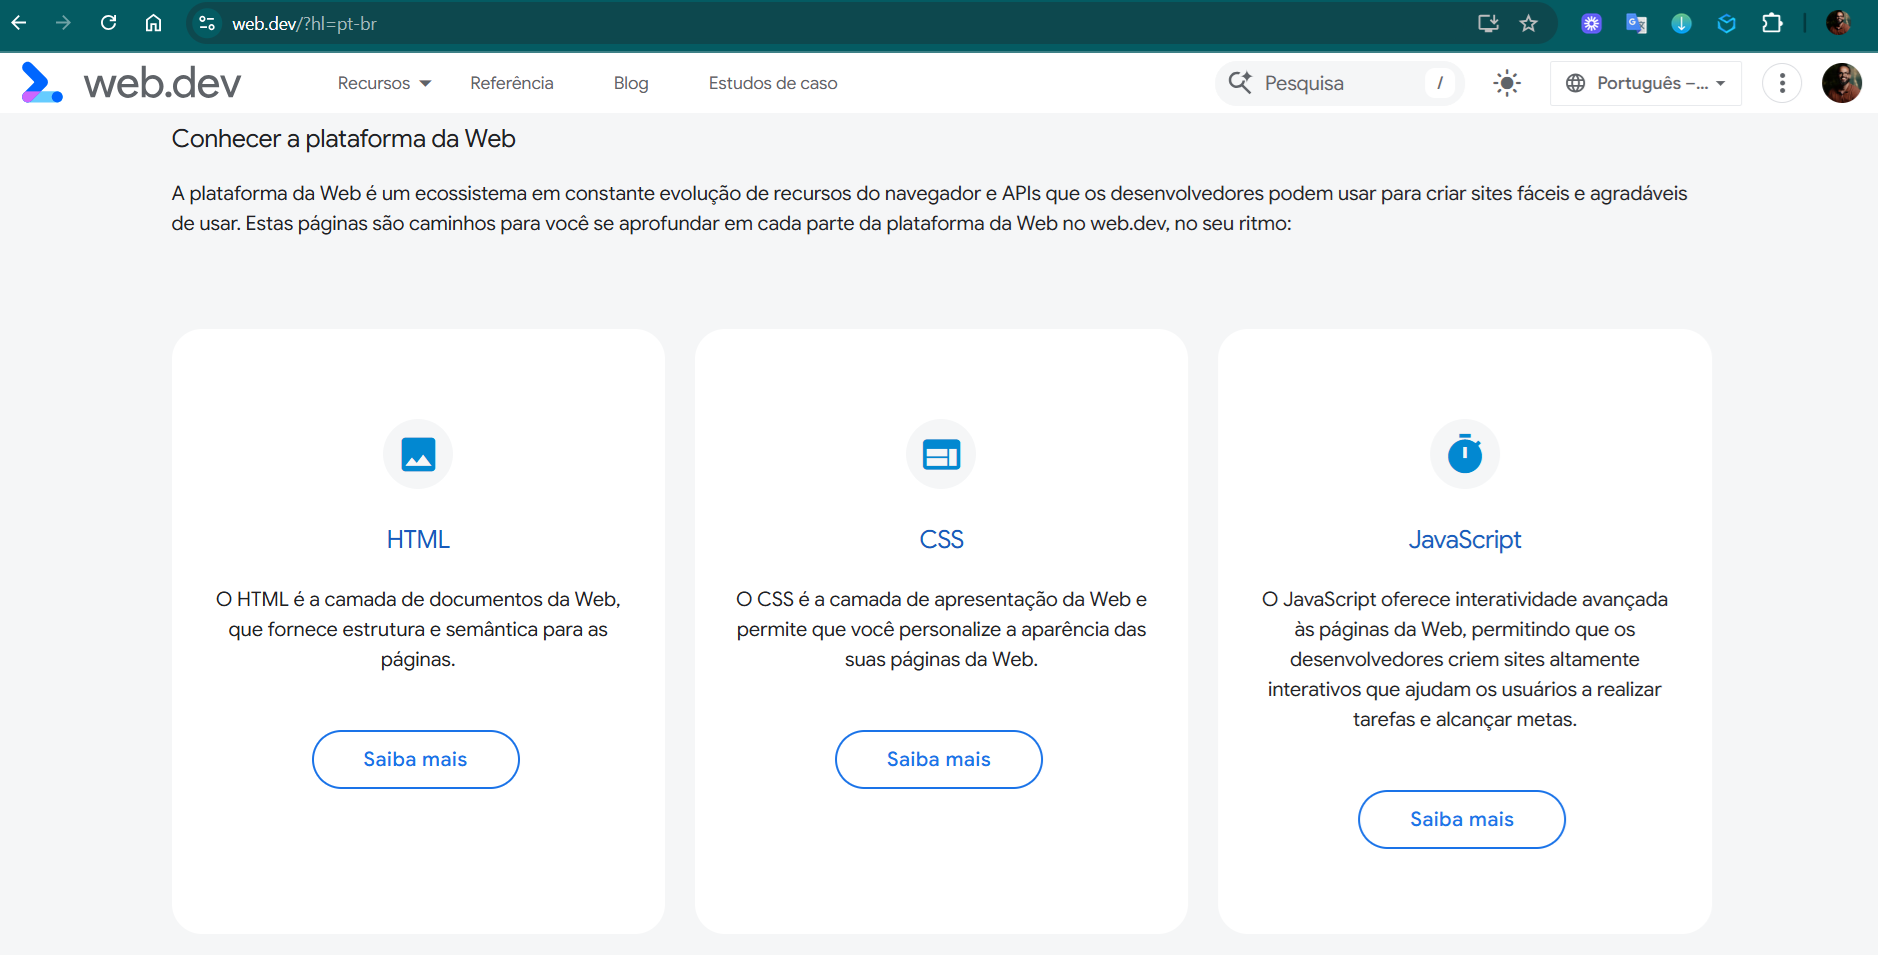 web.dev/?hl=pt-br
web.dev
Recursos
Referência
Blog
Estudos de caso
Pesquisa
/
Português –...
Conhecer a plataforma da Web
A plataforma da Web é um ecossistema em constante evolução de recursos do navegador e APIs que os desenvolvedores podem usar para criar sites fáceis e agradáveis
de usar. Estas páginas são caminhos para você se aprofundar em cada parte da plataforma da Web no web.dev, no seu ritmo:
HTML
O HTML é a camada de documentos da Web,
que fornece estrutura e semântica para as
páginas.
Saiba mais
CSS
O CSS é a camada de apresentação da Web e
permite que você personalize a aparência das
suas páginas da Web.
Saiba mais
JavaScript
O JavaScript oferece interatividade avançada
às páginas da Web, permitindo que os
desenvolvedores criem sites altamente
interativos que ajudam os usuários a realizar
tarefas e alcançar metas.
Saiba mais